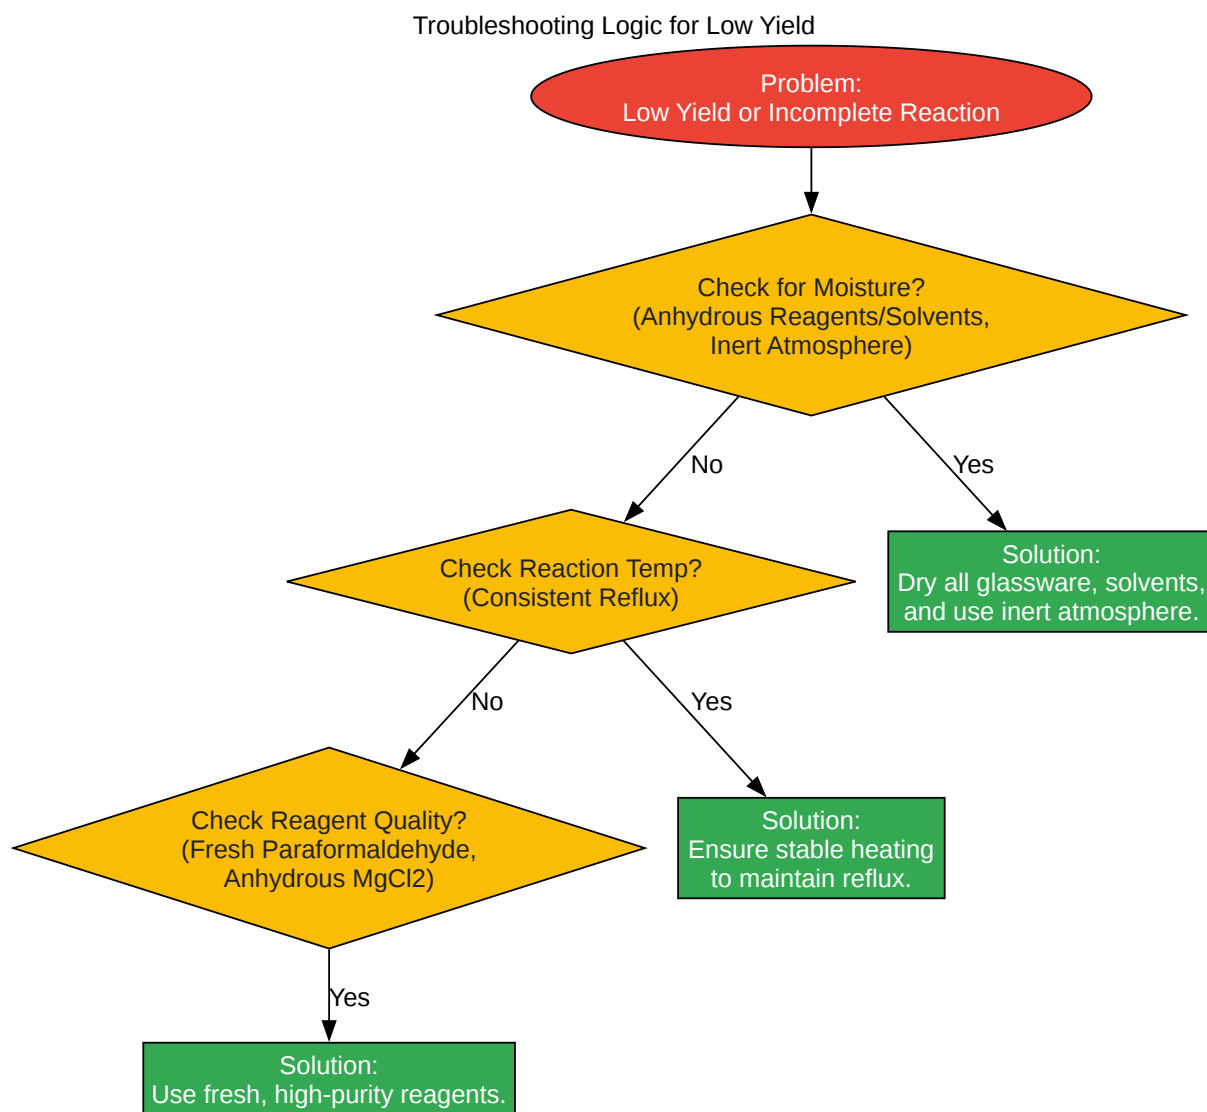 Troubleshooting Logic for Low Yield
Problem:
Low Yield or Incomplete Reaction
Check for Moisture?
(Anhydrous Reagents/Solvents,
Inert Atmosphere)
No
Yes
Check Reaction Temp?
(Consistent Reflux)
Solution:
Dry all glassware, solvents,
and use inert atmosphere.
No
Yes
Check Reagent Quality?
(Fresh Paraformaldehyde,
Anhydrous MgCl2)
Solution:
Ensure stable heating
to maintain reflux.
Yes
Solution:
Use fresh, high-purity reagents.